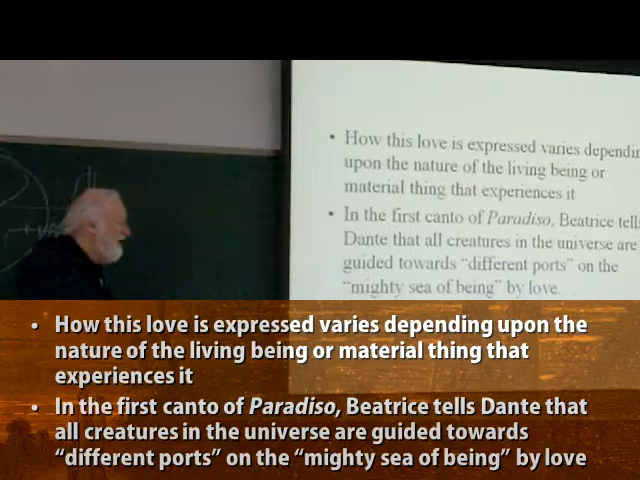 • How this love is expressed varies dependin
upon the nature of the living being or
material thing that experiences it
• In the first canto of Paradiso, Beatrice tells
Dante that all creatures in the universe are
guided towards “different ports” on the
“mighty sea of being” by love
• How this love is expressed varies depending upon the
nature of the living being or material thing that
experiences it
• In the first canto of Paradiso, Beatrice tells Dante that
all creatures in the universe are guided towards
“different ports” on the “mighty sea of being” by love